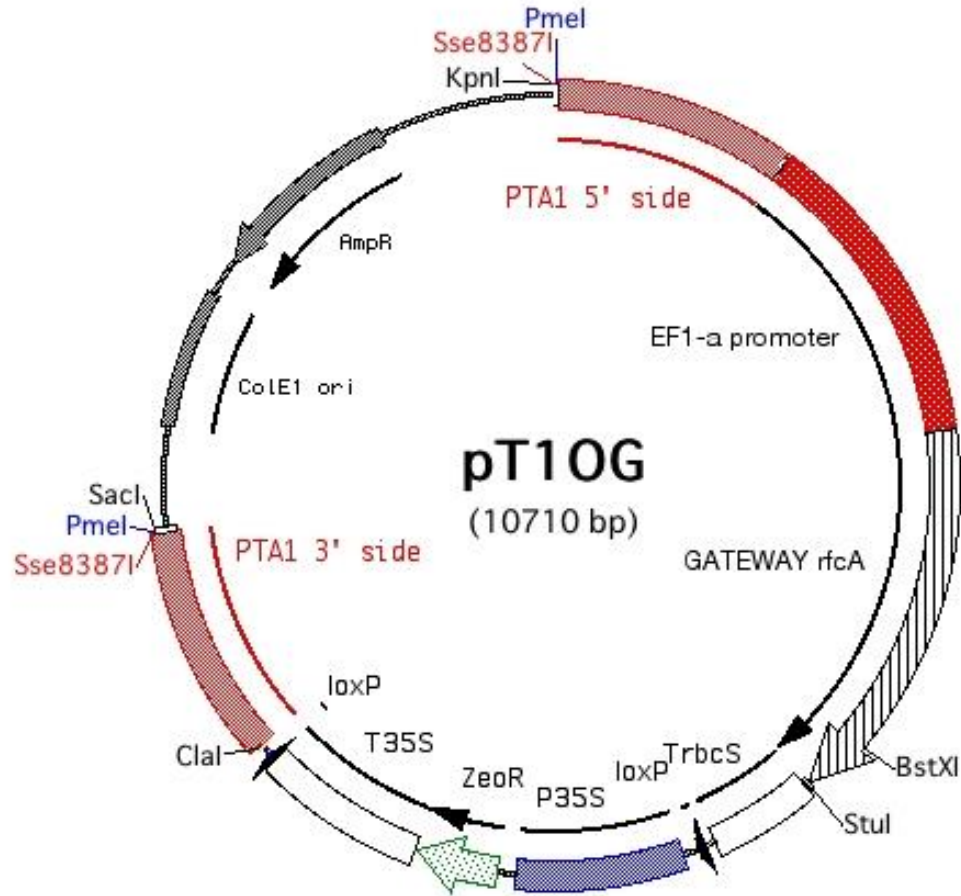 PmeI
Sse8387I
KpnI
PTA1 5' side
AmpR
EF1-a promoter
ColE1 ori
pT1OG
(10710 bp)
SacI
PmeI
Sse8387I
PTA1 3' side
GATEWAY rfcA
loxP
ClaI
T35S
ZeoR
P35S
loxP
TrbcS
BstXI
StuI